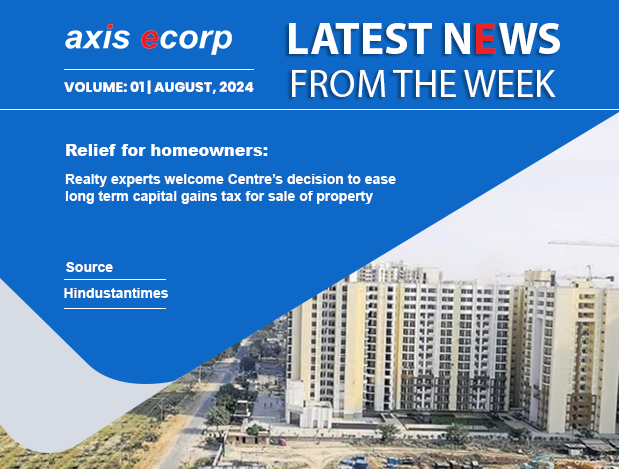 axis ecorp
VOLUME: 01 | AUGUST, 2024
LATEST NEWS
FROM THE WEEK
Relief for homeowners:
Realty experts welcome Centre's decision to ease
long term capital gains tax for sale of property
Source
Hindustantimes